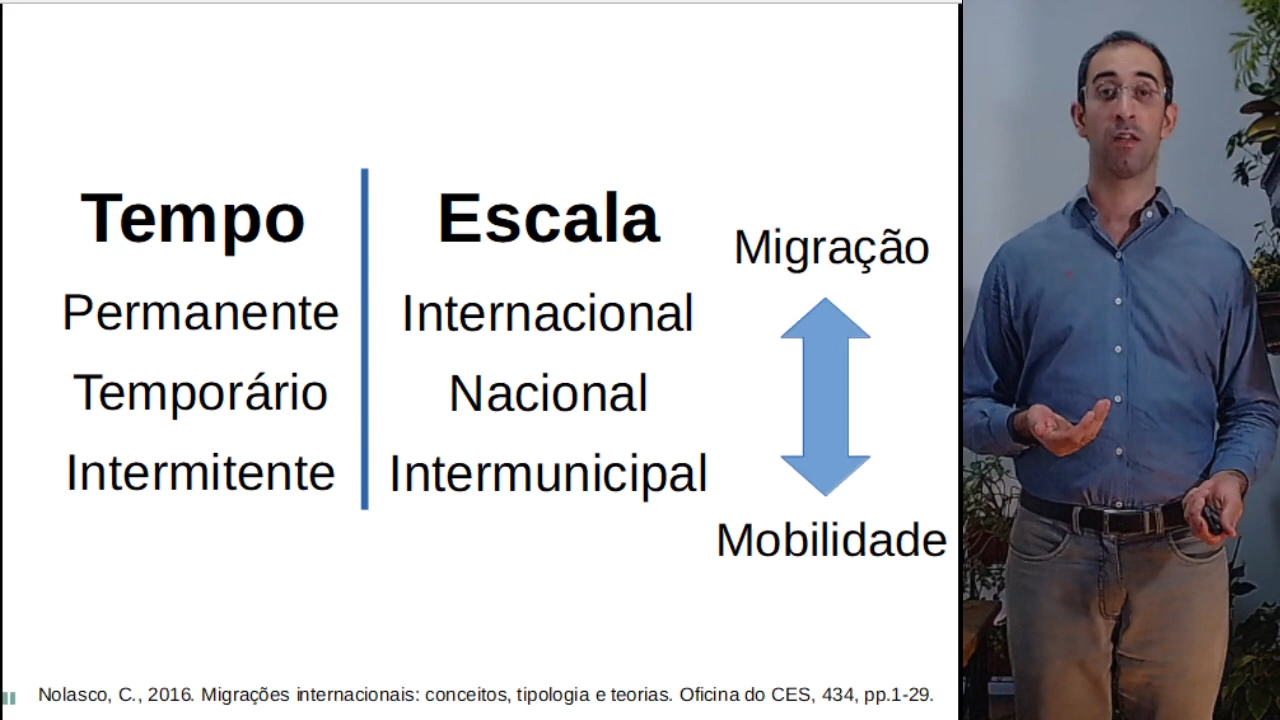 Tempo
Escala
Migração
Permanente
Internacional
Temporário
Nacional
Intermitente
Intermunicipal
Mobilidade
Nolasco, C., 2016. Migrações internacionais: conceitos, tipologia e teorias. Oficina do CES, 434, pp.1-29.